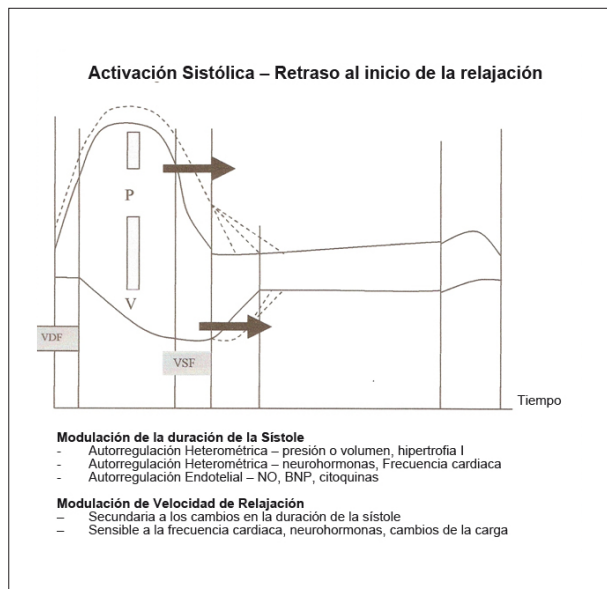 Activación Sistólica – Retraso al inicio de la relajación
P
V
VDF
VSF
Tiempo
Modulación de la duración de la Sístole
- Autorregulación Heterométrica – presión o volumen, hipertrofia I
- Autorregulación Heterométrica – neurohormonas, Frecuencia cardiaca
- Autorregulación Endotelial – NO, BNP, citoquinas
Modulación de Velocidad de Relajación
– Secundaria a los cambios en la duración de la sístole
– Sensible a la frecuencia cardiaca, neurohormonas, cambios de la carga